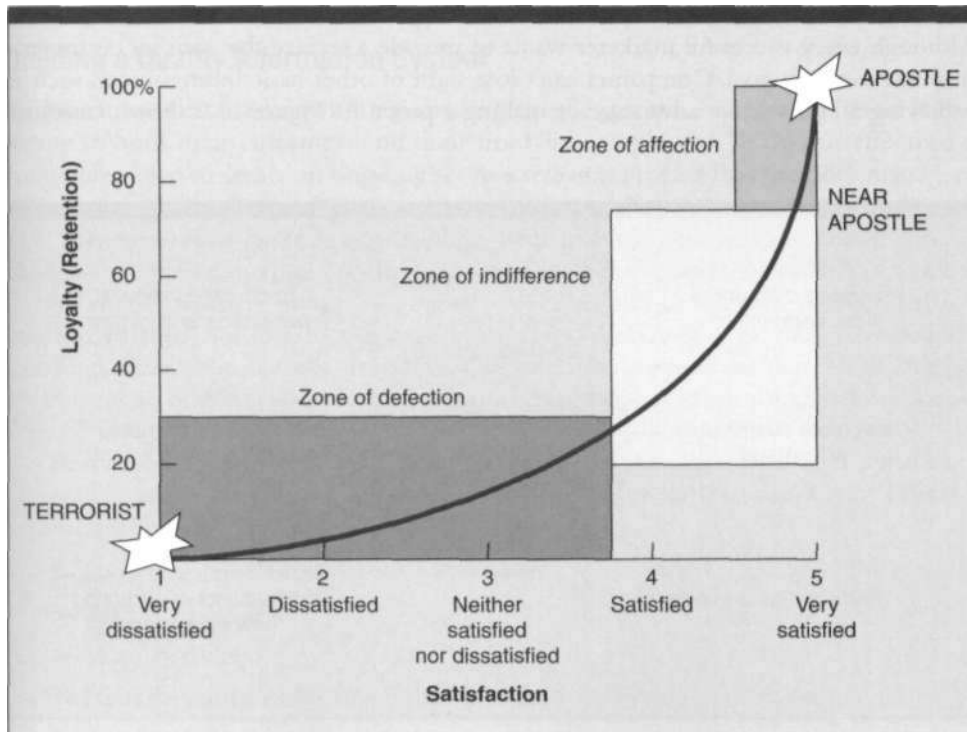 APOSTLE
100%
Zone of affection
80
NEAR
APOSTLE
Zone of indifference
60
Loyalty (Retention)
40
Zone of defection
20
TERRORIST
1 2 3 4 5
Very
dissatisfied
Dissatisfied
Neither
satisfied
nor dissatisfied
Satisfied
Very
satisfied
Satisfaction